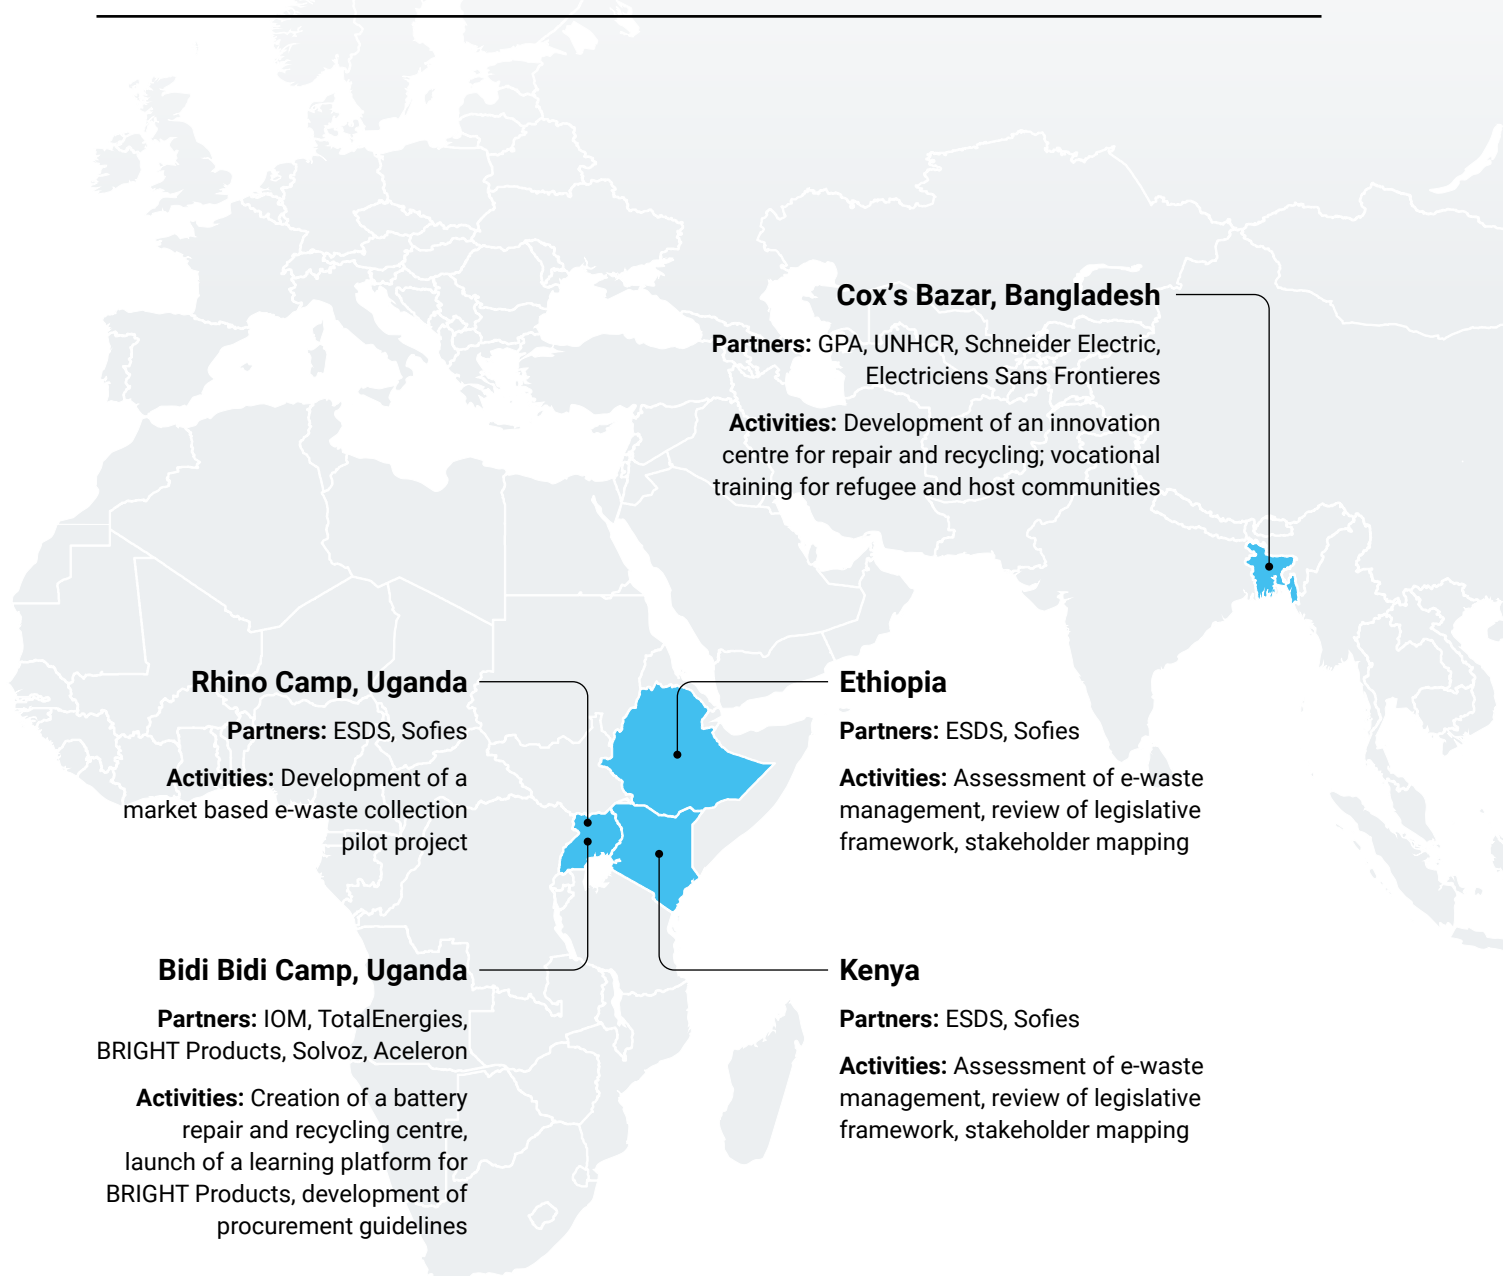 Cox’s Bazar, Bangladesh
Partners: GPA, UNHCR, Schneider Electric,
Electriciens Sans Frontieres
Activities: Development of an innovation
centre for repair and recycling; vocational
training for refugee and host communities
Rhino Camp, Uganda
Partners: ESDS, Sofies
Activities: Development of a
market based e-waste collection
pilot project
Ethiopia
Partners: ESDS, Sofies
Activities: Assessment of e-waste
management, review of legislative
framework, stakeholder mapping
Bidi Bidi Camp, Uganda
Partners: IOM, TotalEnergies,
BRIGHT Products, Solvoz, Aceleron
Activities: Creation of a battery
repair and recycling centre,
launch of a learning platform for
BRIGHT Products, development of
procurement guidelines
Kenya
Partners: ESDS, Sofies
Activities: Assessment of e-waste
management, review of legislative
framework, stakeholder mapping